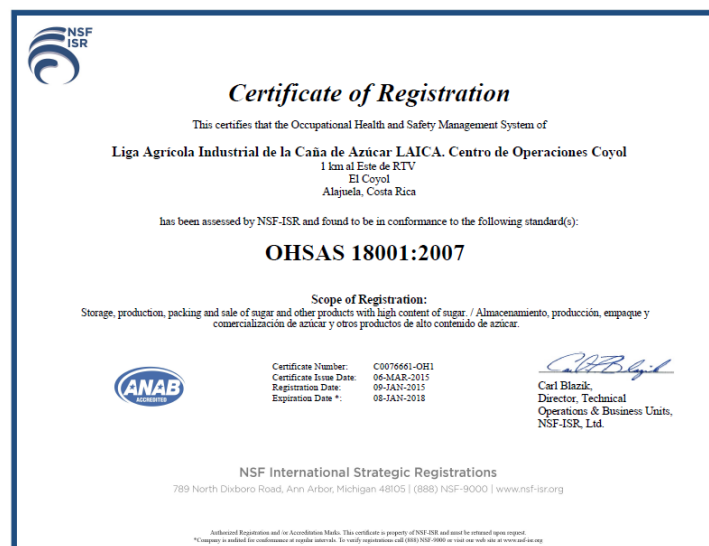 NSF
ISR
Certificate of Registration
This certifies that the Occupational Health and Safety Management System of
Liga Agrícola Industrial de la Caña de Azúcar LAICA. Centro de Operaciones Coyol
1 km al Este de RTV
El Coyol
Alajuela, Costa Rica
has been assessed by NSF-ISR and found to be in conformance to the following standard(s):
OHSAS 18001:2007
Scope of Registration:
Storage, production, packing and sale of sugar and other products with high content of sugar. / Almacenamiento, producción, empaque y
comercialización de azúcar y otros productos de alto contenido de azúcar.
ANAB
ACCREDITED
Certificate Number: C0076661-OH1
Certificate Issue Date: 06-MAR-2015
Registration Date: 09-JAN-2015
Expiration Date *: 08-JAN-2018
Carl Blazik,
Director, Technical
Operations & Business Units,
NSF-ISR, Ltd.
NSF International Strategic Registrations
789 North Dixboro Road, Ann Arbor, Michigan 48105 | (888) NSF-9000 | www.nsf-isr.org
Authorized Registration and /or Accreditation Marks. This certificate is property of NSF-ISR and must be returned upon request.
*Company is audited for conformance at regular intervals. To verify registrations call (888) NSF-9000 or visit our web site at www.nsf-isr.org